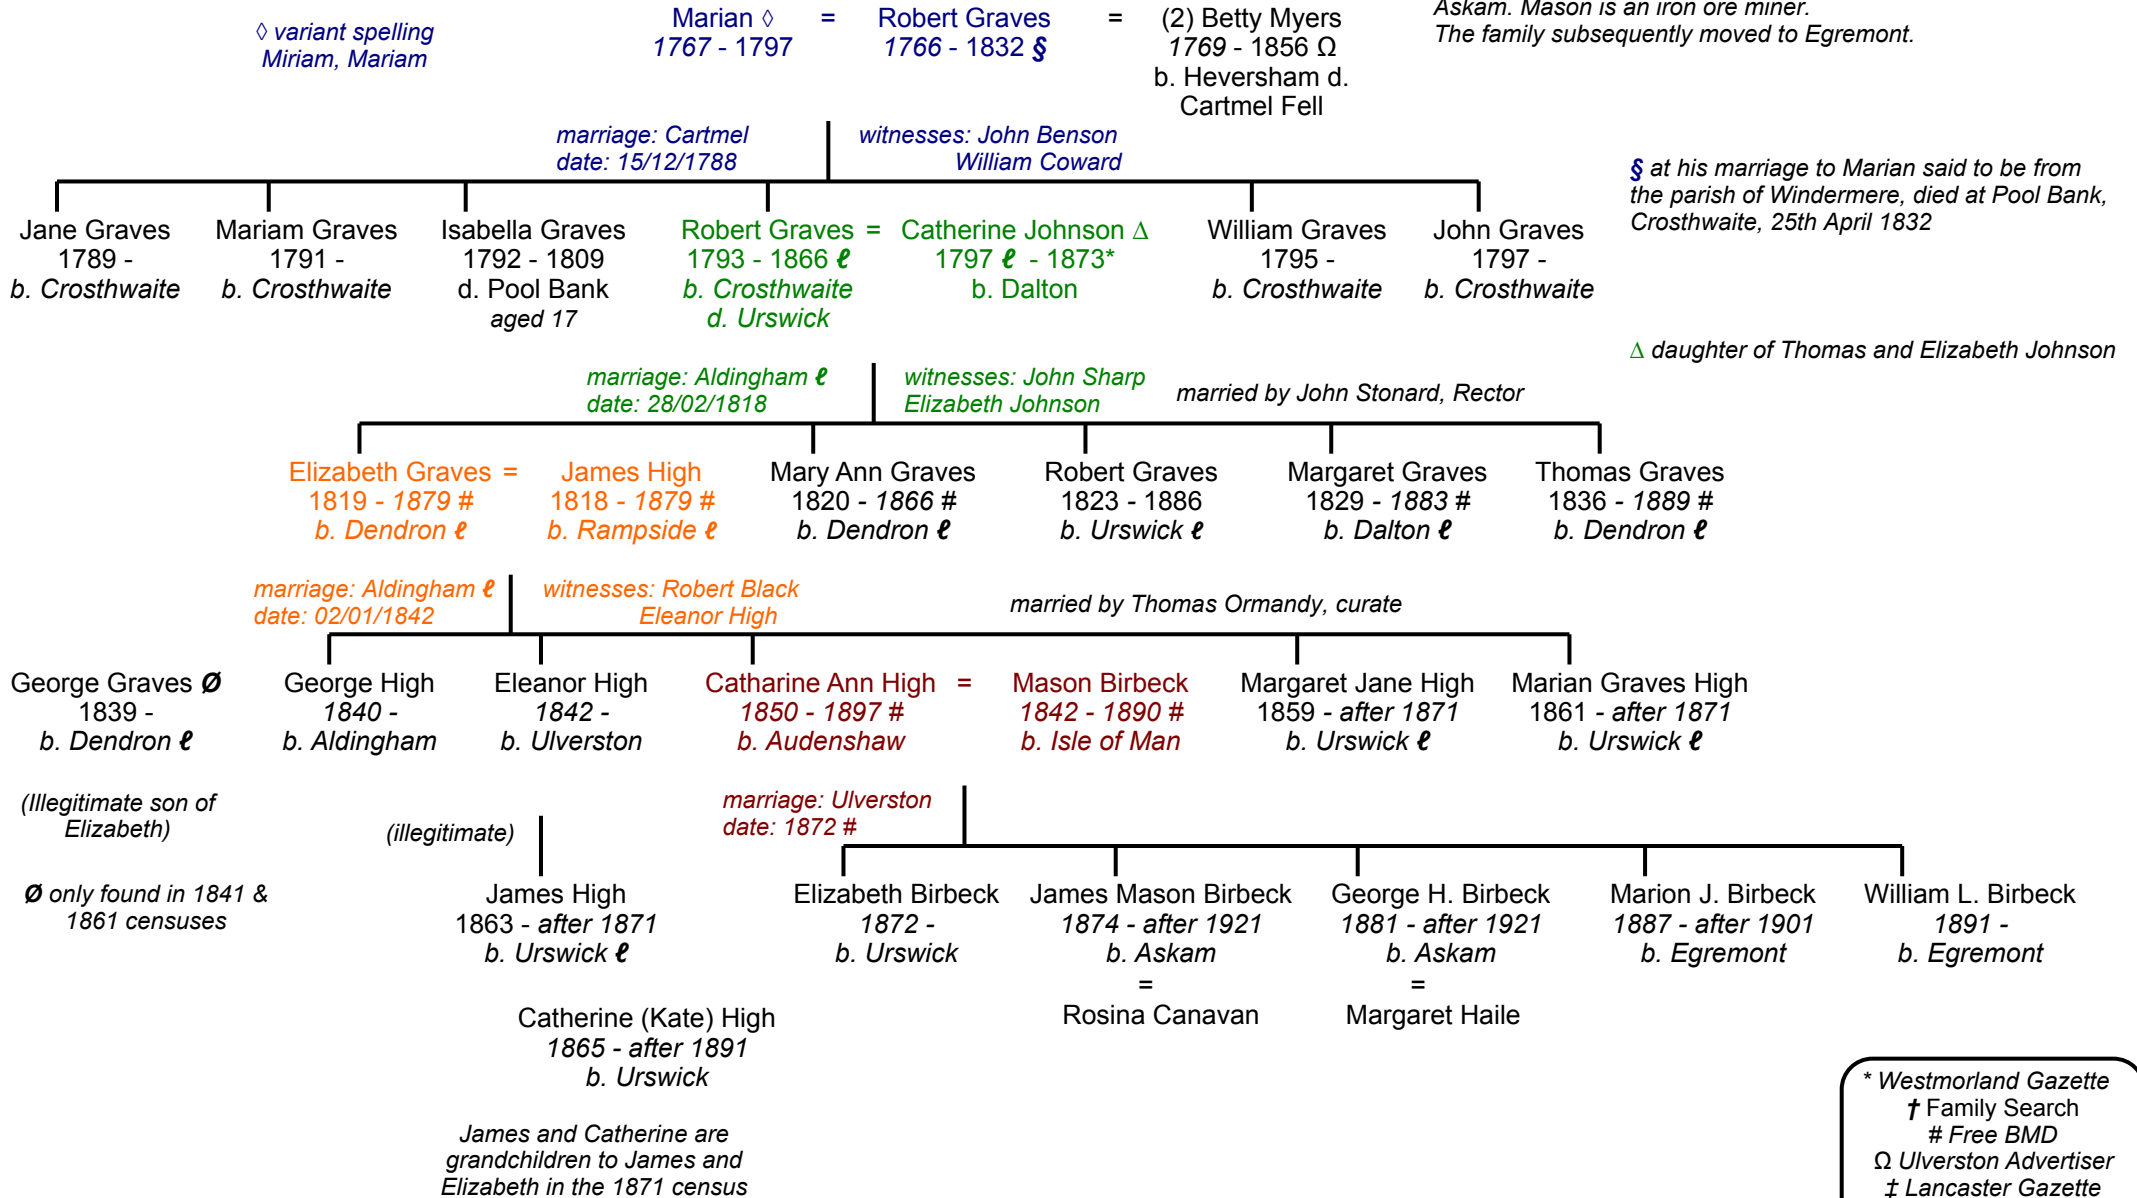 Askam. Mason is an iron ore miner.
The family subsequently moved to Egremont.
◊ variant spelling
Miriam, Mariam
Marian ◊ = Robert Graves = (2) Betty Myers
1767 - 1797 1766 - 1832 § 1769 - 1856 Ω
b. Heversham d.
Cartmel Fell
marriage: Cartmel witnesses: John Benson
date: 15/12/1788 William Coward
§ at his marriage to Marian said to be from
the parish of Windermere, died at Pool Bank,
Crosthwaite, 25th April 1832
Jane Graves Mariam Graves Isabella Graves Robert Graves = Catherine Johnson Δ William Graves John Graves
1789 - 1791 - 1792 - 1809 1793 - 1866 ℓ 1797 ℓ - 1873* 1795 - 1797 -
b. Crosthwaite b. Crosthwaite d. Pool Bank b. Crosthwaite b. Dalton b. Crosthwaite b. Crosthwaite
aged 17 d. Urswick
Δ daughter of Thomas and Elizabeth Johnson
marriage: Aldingham ℓ witnesses: John Sharp married by John Stonard, Rector
date: 28/02/1818 Elizabeth Johnson
Elizabeth Graves = James High Mary Ann Graves Robert Graves Margaret Graves Thomas Graves
1819 - 1879 # 1818 - 1879 # 1820 - 1866 # 1823 - 1886 1829 - 1883 # 1836 - 1889 #
b. Dendron ℓ b. Rampside ℓ b. Dendron ℓ b. Urswick ℓ b. Dalton ℓ b. Dendron ℓ
marriage: Aldingham ℓ witnesses: Robert Black married by Thomas Ormandy, curate
date: 02/01/1842 Eleanor High
George Graves Ø George High Eleanor High Catharine Ann High = Mason Birbeck Margaret Jane High Marian Graves High
1839 - 1840 - 1842 - 1850 - 1897 # 1842 - 1890 # 1859 - after 1871 1861 - after 1871
b. Dendron ℓ b. Aldingham b. Ulverston b. Audenshaw b. Isle of Man b. Urswick ℓ b. Urswick ℓ
(Illegitimate son of
Elizabeth)
(illegitimate)
marriage: Ulverston
date: 1872 #
Ø only found in 1841 &
1861 censuses
James High Elizabeth Birbeck James Mason Birbeck George H. Birbeck Marion J. Birbeck William L. Birbeck
1863 - after 1871 1872 - 1874 - after 1921 1881 - after 1921 1887 - after 1901 1891 -
b. Urswick ℓ b. Urswick b. Askam b. Askam b. Egremont b. Egremont
= =
Rosina Canavan Margaret Haile
Catherine (Kate) High
1865 - after 1891
b. Urswick
James and Catherine are
grandchildren to James and
Elizabeth in the 1871 census
* Westmorland Gazette
† Family Search
# Free BMD
Ω Ulverston Advertiser
‡ Lancaster Gazette